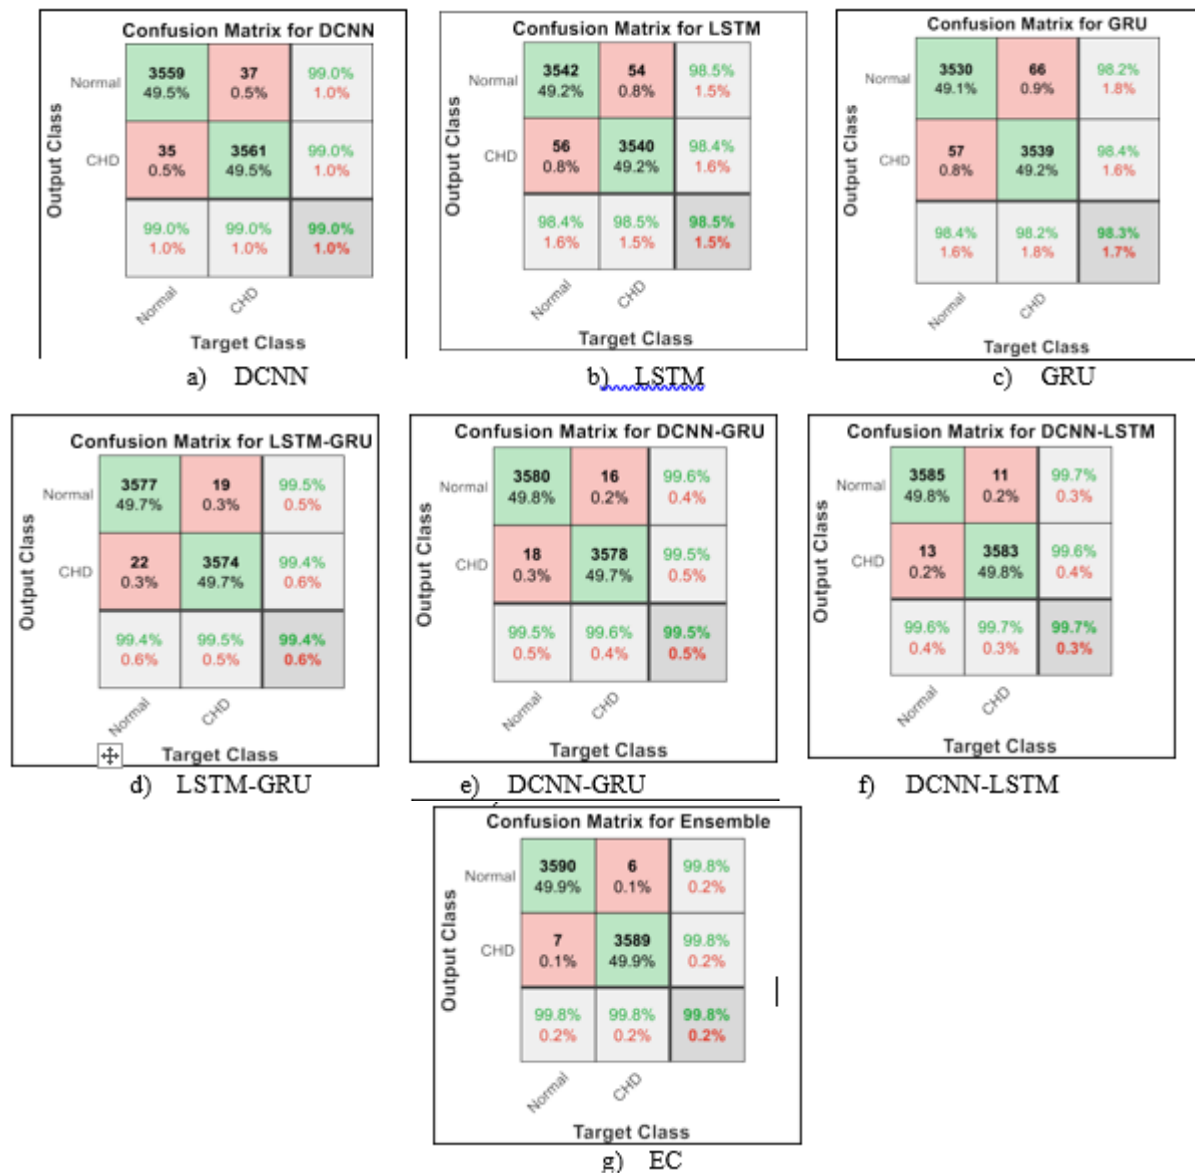 Confusion Matrix for DCNN
Output Class
Normal 3559 37 99.0%
49.5% 0.5% 1.0%
CHD 35 3561 99.0%
0.5% 49.5% 1.0%
99.0% 99.0% 99.0%
1.0% 1.0% 1.0%
Normal CHD
Target Class
a) DCNN
Confusion Matrix for LSTM
Output Class
Normal 3542 54 98.5%
49.2% 0.8% 1.5%
CHD 56 3540 98.4%
0.8% 49.2% 1.6%
98.4% 98.5% 98.5%
1.6% 1.5% 1.5%
Normal CHD
Target Class
b) LSTM
Confusion Matrix for GRU
Output Class
Normal 3530 66 98.2%
49.1% 0.9% 1.8%
CHD 57 3539 98.4%
0.8% 49.2% 1.6%
98.4% 98.2% 98.3%
1.6% 1.8% 1.7%
Normal CHD
Target Class
c) GRU
Confusion Matrix for LSTM-GRU
Output Class
Normal 3577 19 99.5%
49.7% 0.3% 0.5%
CHD 22 3574 99.4%
0.3% 49.7% 0.6%
99.4% 99.5% 99.4%
0.6% 0.5% 0.6%
Normal CHD
Target Class
d) LSTM-GRU
Confusion Matrix for DCNN-GRU
Output Class
Normal 3580 16 99.6%
49.8% 0.2% 0.4%
CHD 18 3578 99.5%
0.3% 49.7% 0.5%
99.5% 99.6% 99.5%
0.5% 0.4% 0.5%
Normal CHD
Target Class
e) DCNN-GRU
Confusion Matrix for DCNN-LSTM
Output Class
Normal 3585 11 99.7%
49.8% 0.2% 0.3%
CHD 13 3583 99.6%
0.2% 49.8% 0.4%
99.6% 99.7% 99.7%
0.4% 0.3% 0.3%
Normal CHD
Target Class
f) DCNN-LSTM
Confusion Matrix for Ensemble
Output Class
Normal 3590 6 99.8%
49.9% 0.1% 0.2%
CHD 7 3589 99.8%
0.1% 49.9% 0.2%
99.8% 99.8% 99.8%
0.2% 0.2% 0.2%
Normal CHD
Target Class
g) EC